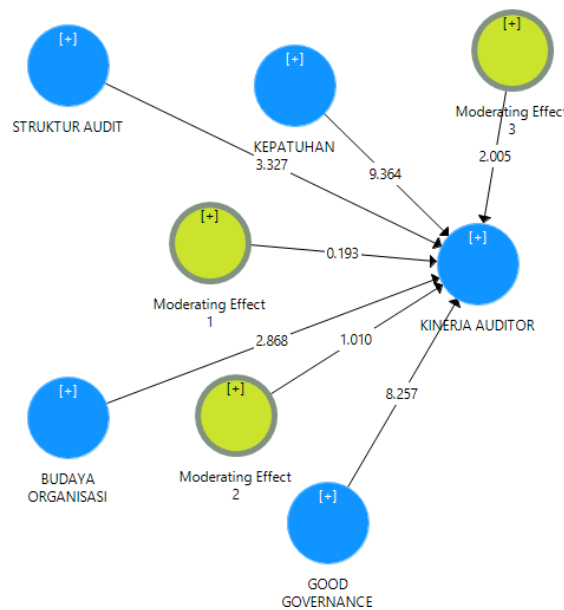 [+]
STRUKTUR AUDIT
[+]
KEPATUHAN
[+]
Moderating Effect
3
3.327
9.364
2.005
[+]
Moderating Effect
1
0.193
[+]
KINERJA AUDITOR
2.868
1.010
8.257
[+]
BUDAYA
ORGANISASI
[+]
Moderating Effect
2
[+]
GOOD
GOVERNANCE